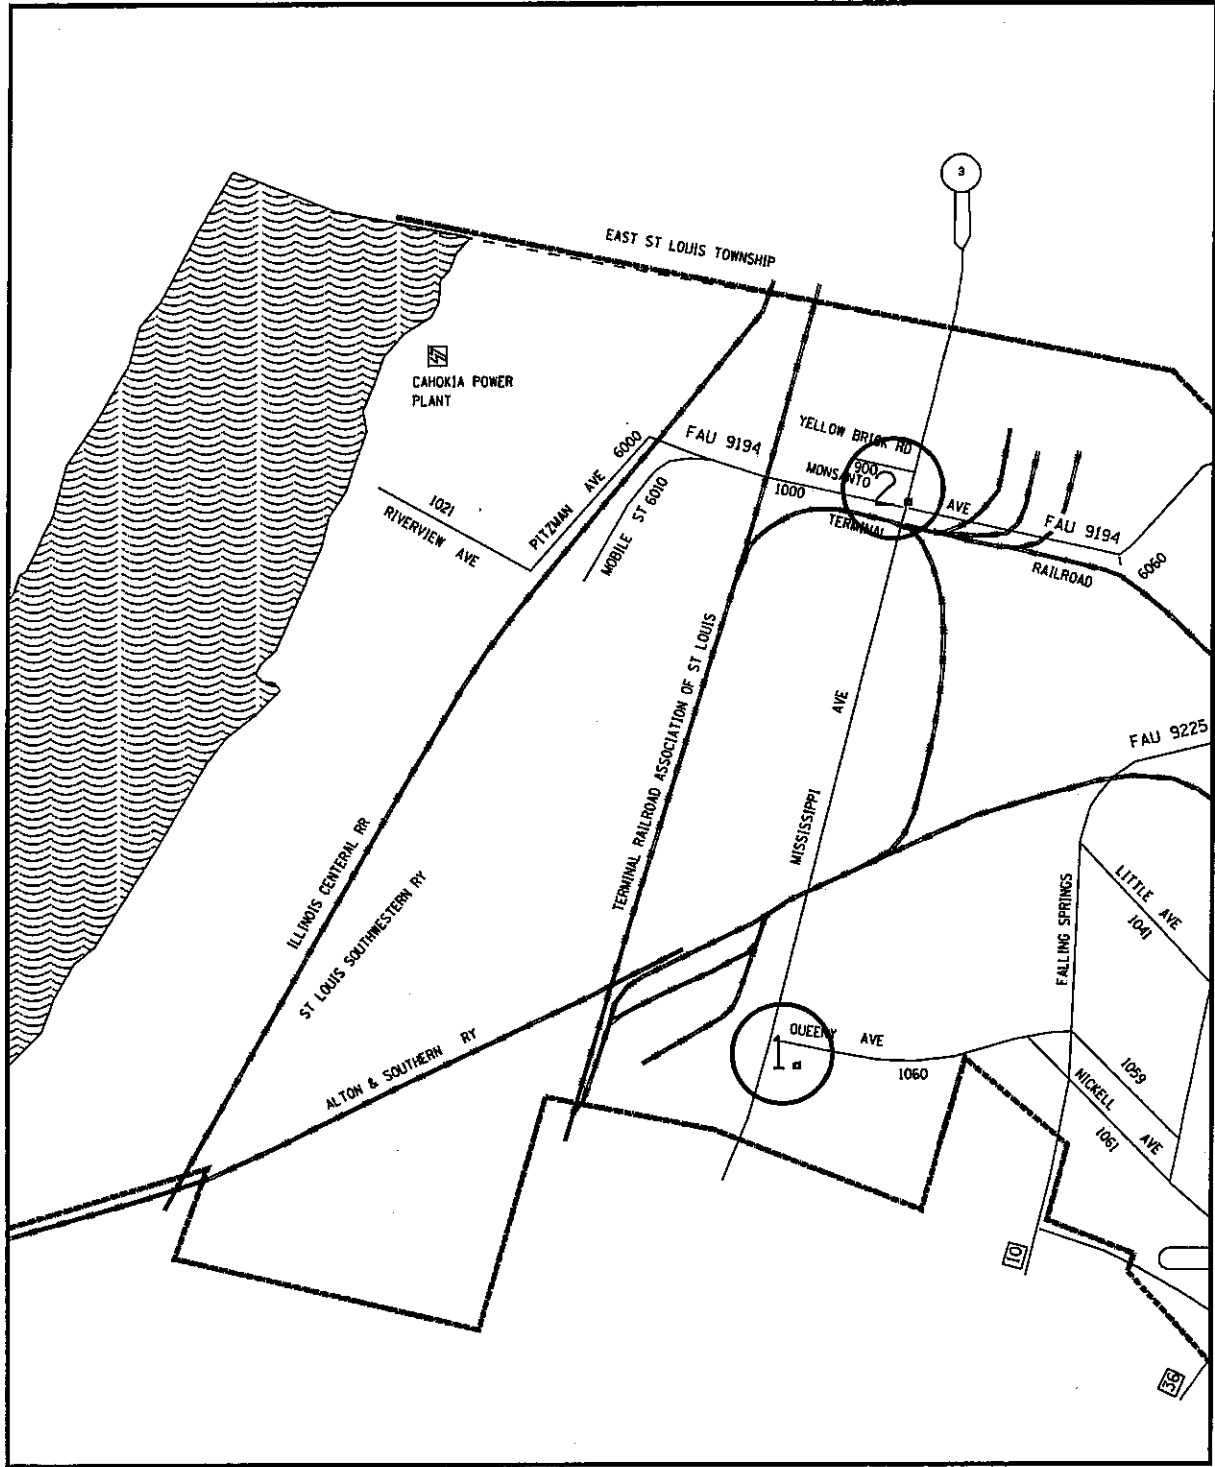 3
EAST ST LOUIS TOWNSHIP
CAHOKIA POWER
PLANT
YELLOW BRICK RD
FAU 9194
900
MONSANTO
AVE
2
1000
TERMINAL
FAU 9194
RAILROAD
6060
PITZMAN AVE 6000
MOBILE ST 6010
1021
RIVERVIEW AVE
TERMINAL RAILROAD ASSOCIATION OF ST LOUIS
MISSISSIPPI AVE
FAU 9225
ILLINOIS CENTERAL RR
ST LOUIS SOUTHWESTERN RY
ALTON & SOUTHERN RY
FALLING SPRINGS
LITTLE AVE
1041
1
QUEENY AVE
1060
1059
NICKELL AVE
1061
10
36